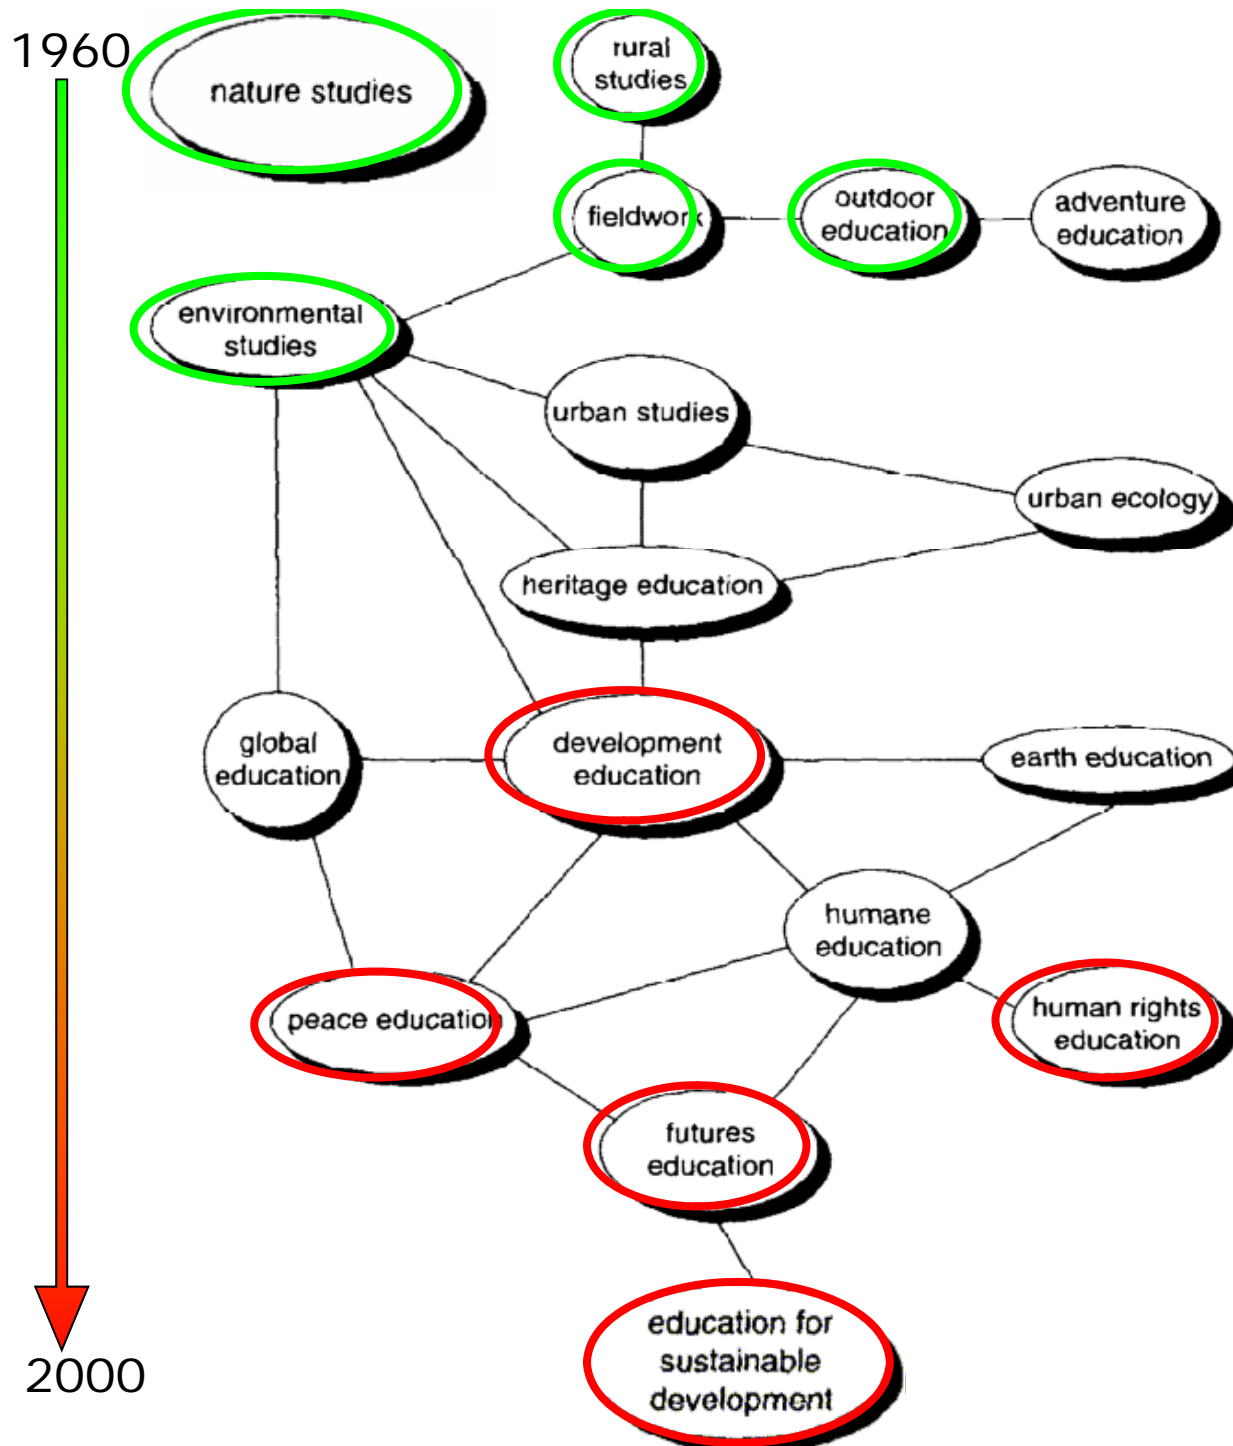 1960
nature studies
rural
studies
fieldwork
outdoor
education
adventure
education
environmental
studies
urban studies
urban ecology
heritage education
global
education
development
education
earth education
humane
education
peace education
human rights
education
futures
education
education for
sustainable
development
2000